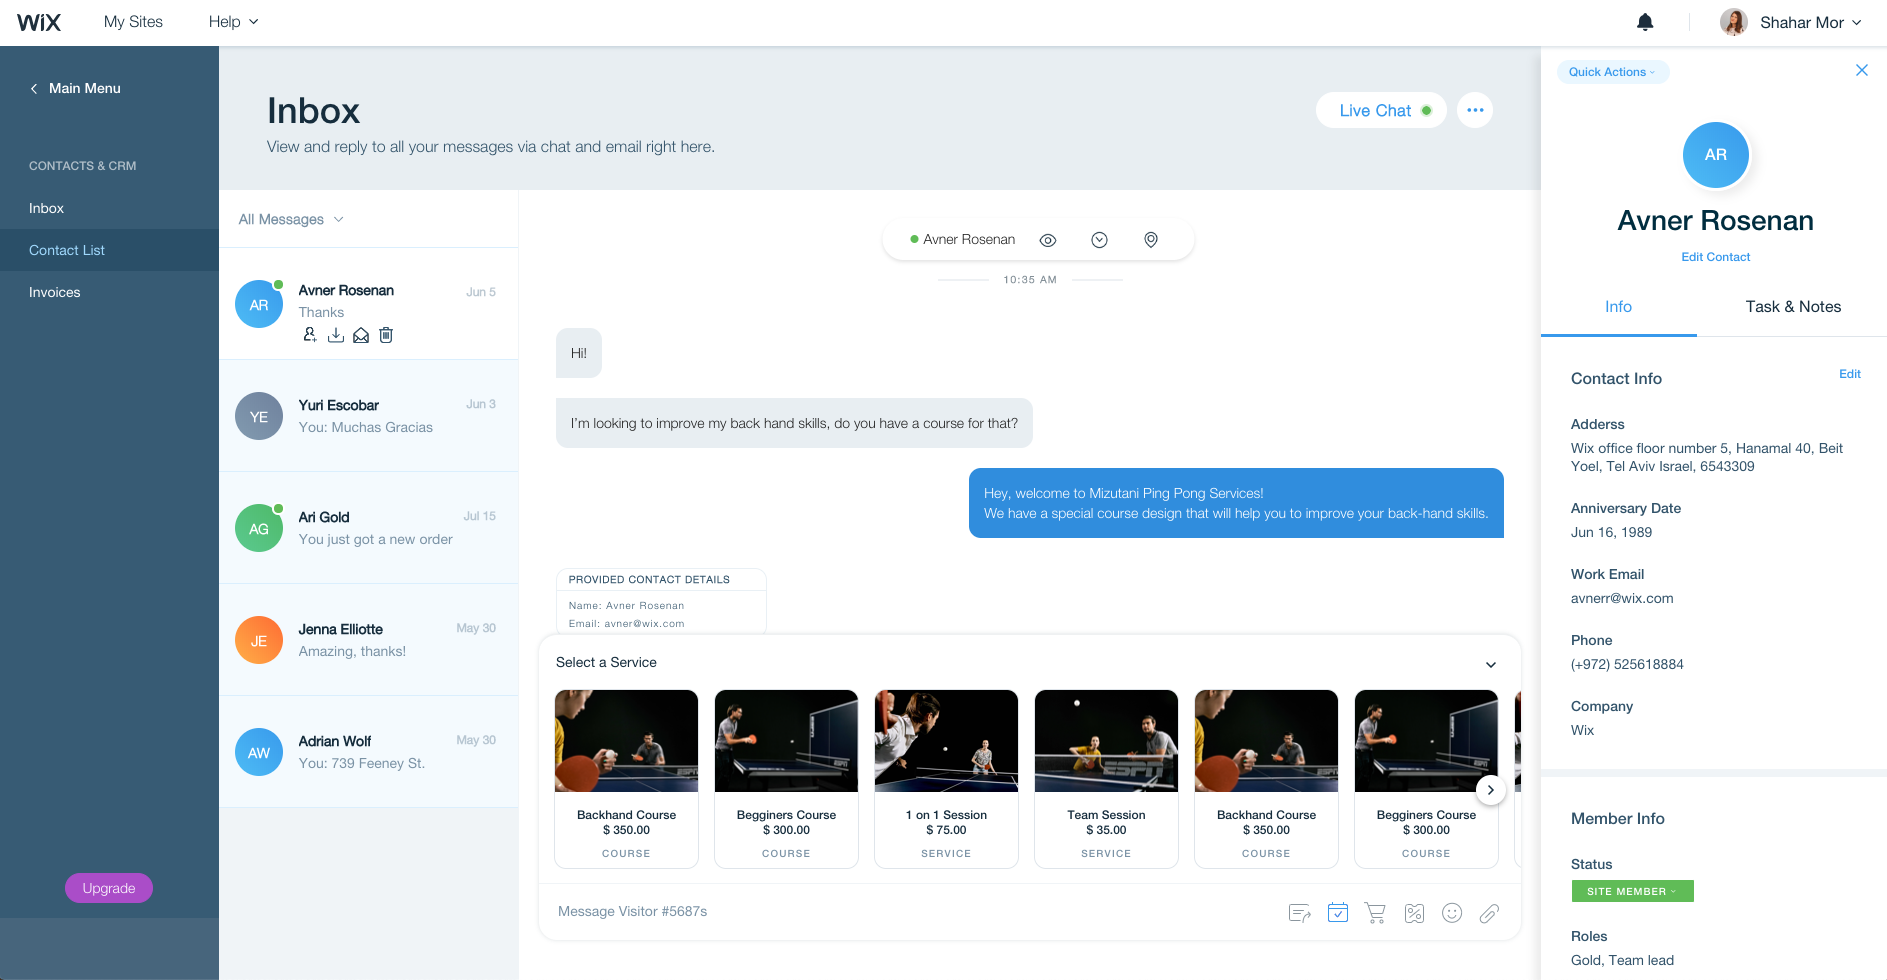 WiX
My Sites
Help
Shahar Mor
Main Menu
CONTACTS & CRM
Inbox
Contact List
Invoices
Upgrade
Inbox
View and reply to all your messages via chat and email right here.
Live Chat
All Messages
AR
Avner Rosenan
Jun 5
Thanks
YE
Yuri Escobar
Jun 3
You: Muchas Gracias
AG
Ari Gold
Jul 15
You just got a new order
JE
Jenna Elliotte
May 30
Amazing, thanks!
AW
Adrian Wolf
May 30
You: 739 Feeney St.
Avner Rosenan
10:35 AM
Hi!
I'm looking to improve my back hand skills, do you have a course for that?
Hey, welcome to Mizutani Ping Pong Services!
We have a special course design that will help you to improve your back-hand skills.
PROVIDED CONTACT DETAILS
Name: Avner Rosenan
Email: avner@wix.com
Select a Service
ESPN
Backhand Course
$ 350.00
COURSE
Begginers Course
$ 300.00
COURSE
1 on 1 Session
$ 75.00
SERVICE
ESPN
Team Session
$ 35.00
SERVICE
ESPN
Backhand Course
$ 350.00
COURSE
Begginers Course
$ 300.00
COURSE
Message Visitor #5687s
Quick Actions
AR
Avner Rosenan
Edit Contact
Info
Task & Notes
Contact Info
Edit
Adderss
Wix office floor number 5, Hanamal 40, Beit
Yoel, Tel Aviv Israel, 6543309
Anniversary Date
Jun 16, 1989
Work Email
avnerr@wix.com
Phone
(+972) 525618884
Company
Wix
Member Info
Status
SITE MEMBER
Roles
Gold, Team lead